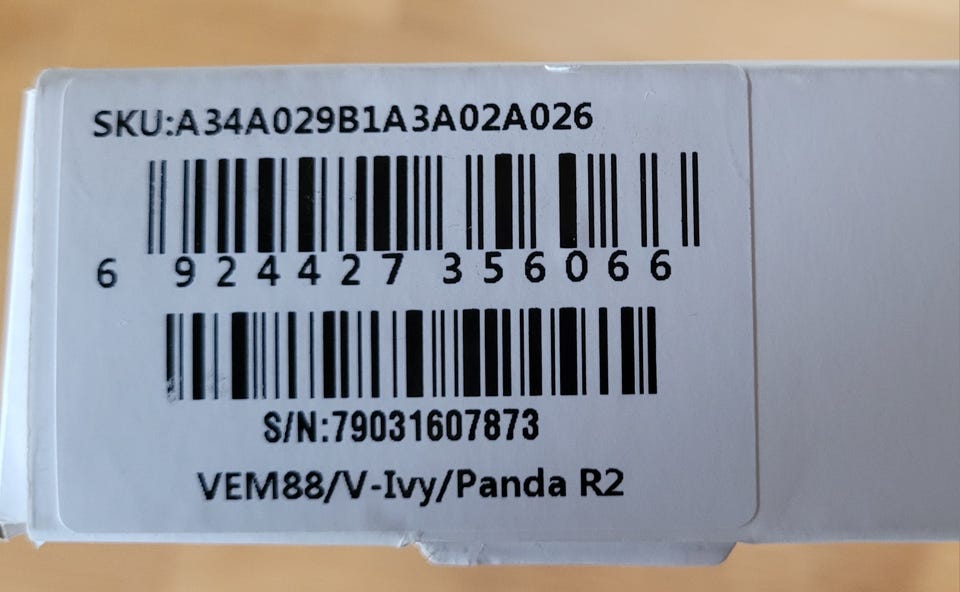 SKU:A34A029B1A3A02A026
6 924427 356066
S/N:79031607873
VEM88/V-Ivy/Panda R2